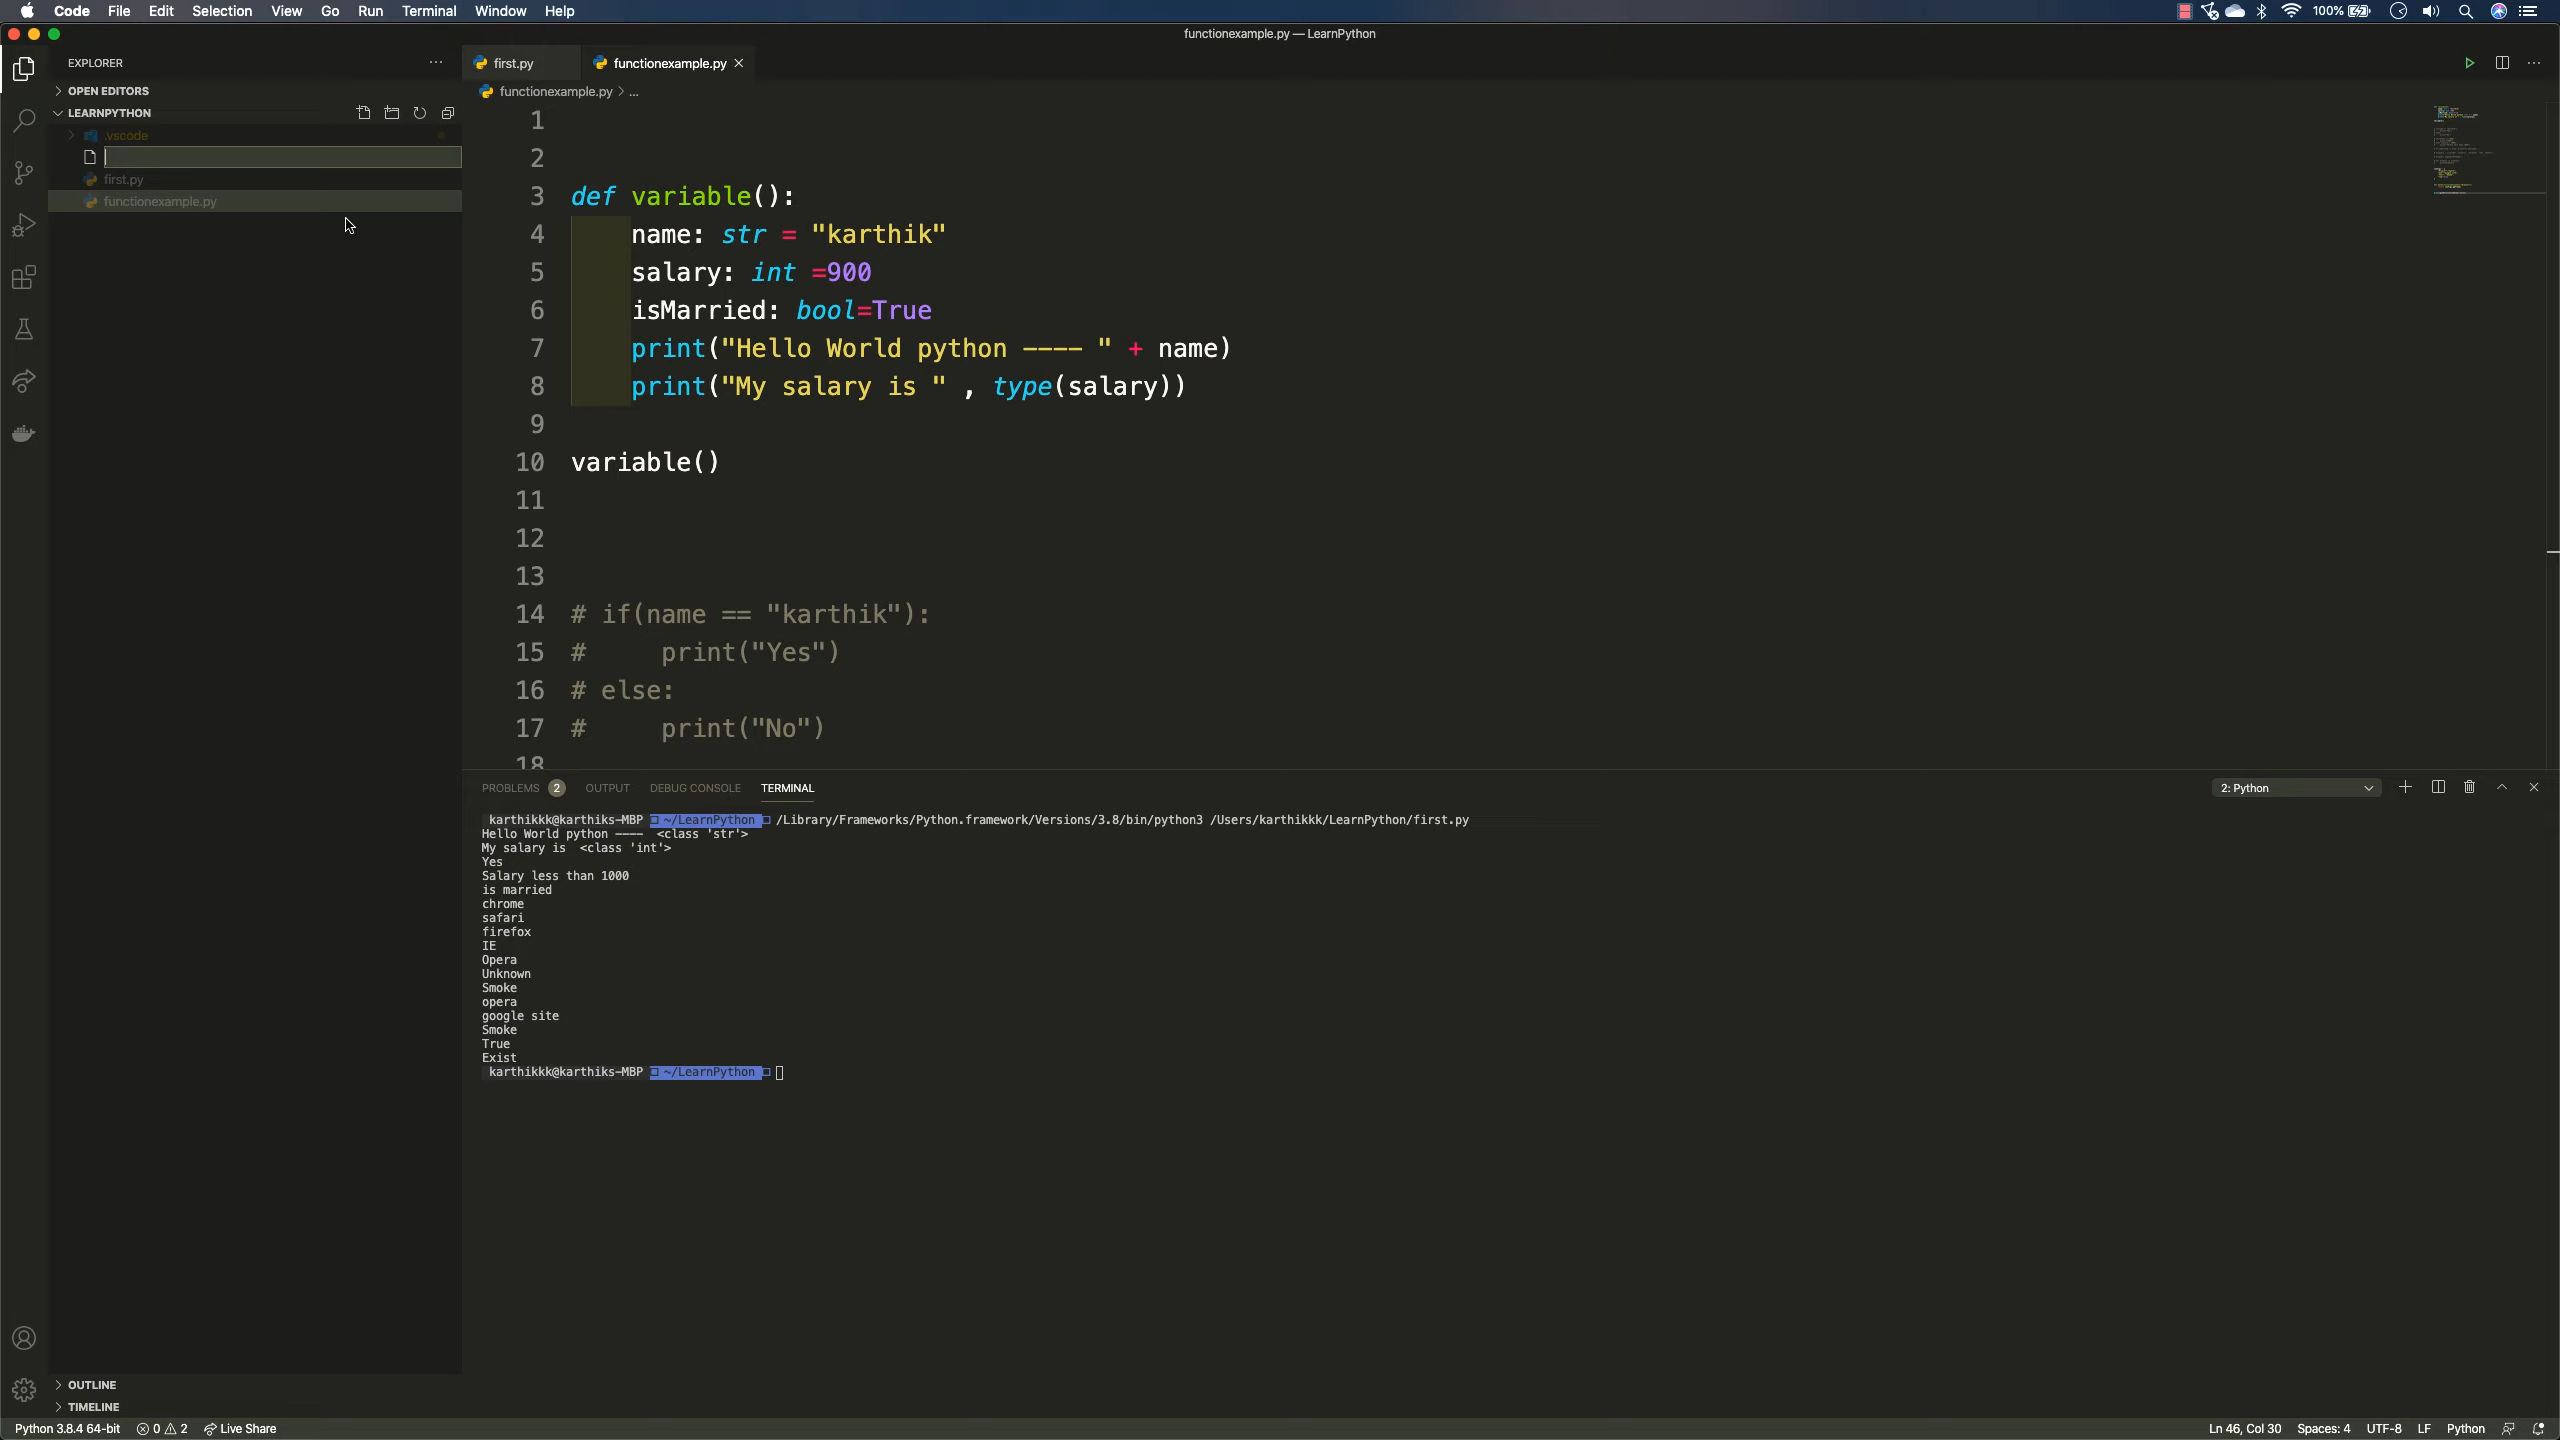 Code File Edit Selection View Go Run Terminal Window Help
100%
functionexample.py — LearnPython
EXPLORER
first.py
functionexample.py
OPEN EDITORS
functionexample.py > ...
LEARNPYTHON
.vscode
first.py
functionexample.py
1
2
3 def variable():
4 name: str = "karthik"
5 salary: int =900
6 isMarried: bool=True
7 print("Hello World python ---- " + name)
8 print("My salary is " , type(salary))
9
10 variable()
11
12
13
14 # if(name == "karthik"):
15 #     print("Yes")
16 # else:
17 #     print("No")
18
PROBLEMS 2 OUTPUT DEBUG CONSOLE TERMINAL
2: Python
karthikkk@karthiks-MBP ~/LearnPython /Library/Frameworks/Python.framework/Versions/3.8/bin/python3 /Users/karthikkk/LearnPython/first.py
Hello World python ----  <class 'str'>
My salary is  <class 'int'>
Yes
Salary less than 1000
is married
chrome
safari
firefox
IE
Opera
Unknown
Smoke
opera
google site
Smoke
True
Exist
karthikkk@karthiks-MBP ~/LearnPython
OUTLINE
TIMELINE
Python 3.8.4 64-bit 0 2 Live Share
Ln 46, Col 30 Spaces: 4 UTF-8 LF Python